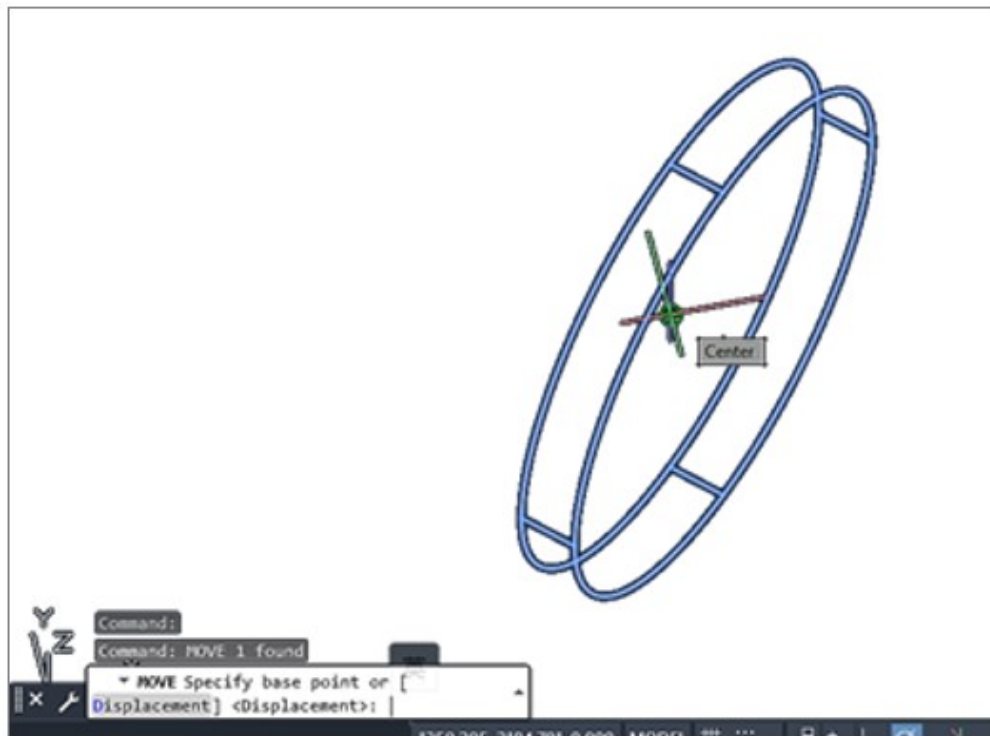 Center
Y
Z
Command:
Command: MOVE 1 found
MOVE Specify base point or [
Displacement] <Displacement>:
MODEL